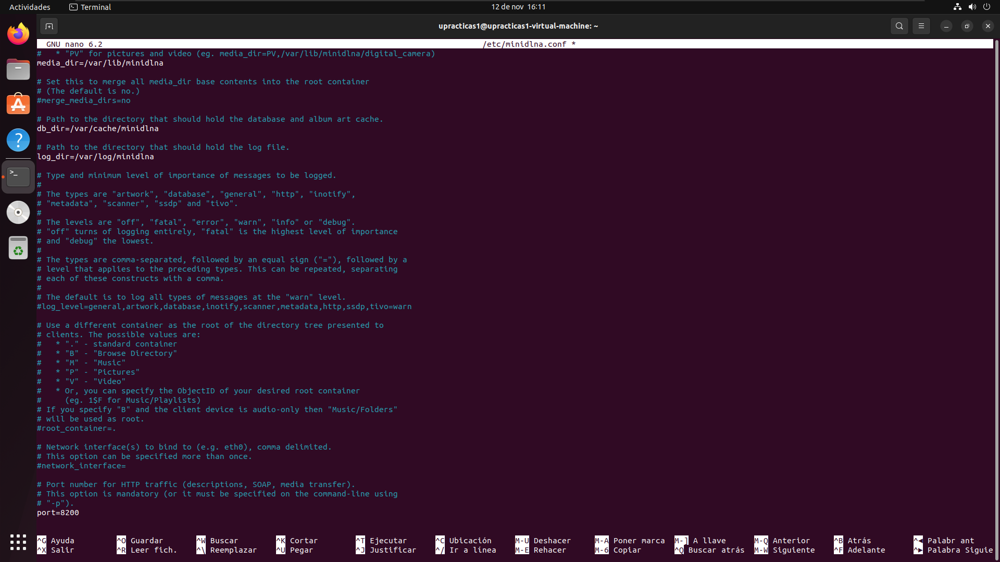 Actividades
Terminal
12 de nov 16:11
upracticas1@upracticas1-virtual-machine: ~
GNU nano 6.2 /etc/minidlna.conf *
#   * "PV" for pictures and video (eg. media_dir=PV,/var/lib/minidlna/digital_camera)
media_dir=/var/lib/minidlna
# Set this to merge all media_dir base contents into the root container
# (The default is no.)
#merge_media_dirs=no
# Path to the directory that should hold the database and album art cache.
db_dir=/var/cache/minidlna
# Path to the directory that should hold the log file.
log_dir=/var/log/minidlna
# Type and minimum level of importance of messages to be logged.
#
# The types are "artwork", "database", "general", "http", "inotify",
# "metadata", "scanner", "ssdp" and "tivo".
#
# The levels are "off", "fatal", "error", "warn", "info" or "debug".
# "off" turns of logging entirely, "fatal" is the highest level of importance
# and "debug" the lowest.
#
# The types are comma-separated, followed by an equal sign ("="), followed by a
# level that applies to the preceding types. This can be repeated, separating
# each of these constructs with a comma.
#
# The default is to log all types of messages at the "warn" level.
#log_level=general,artwork,database,inotify,scanner,metadata,http,ssdp,tivo=warn
# Use a different container as the root of the directory tree presented to
# clients. The possible values are:
#   * "." - standard container
#   * "B" - "Browse Directory"
#   * "M" - "Music"
#   * "P" - "Pictures"
#   * "V" - "Video"
#   * Or, you can specify the ObjectID of your desired root container
#     (eg. 1$F for Music/Playlists)
# If you specify "B" and the client device is audio-only then "Music/Folders"
# will be used as root.
#root_container=.
# Network interface(s) to bind to (e.g. eth0), comma delimited.
# This option can be specified more than once.
#network_interface=
# Port number for HTTP traffic (descriptions, SOAP, media transfer).
# This option is mandatory (or it must be specified on the command-line using
# "-p").
port=8200
^G Ayuda ^O Guardar ^W Buscar ^K Cortar ^T Ejecutar ^C Ubicación M-U Deshacer M-A Poner marca M-] A llave M-Q Anterior ^B Atrás ^◀ Palabr ant
^X Salir ^R Leer fich. ^\ Reemplazar ^U Pegar ^J Justificar ^/ Ir a línea M-E Rehacer M-6 Copiar ^Q Buscar atrás M-W Siguiente ^F Adelante ^▶ Palabra Siguie